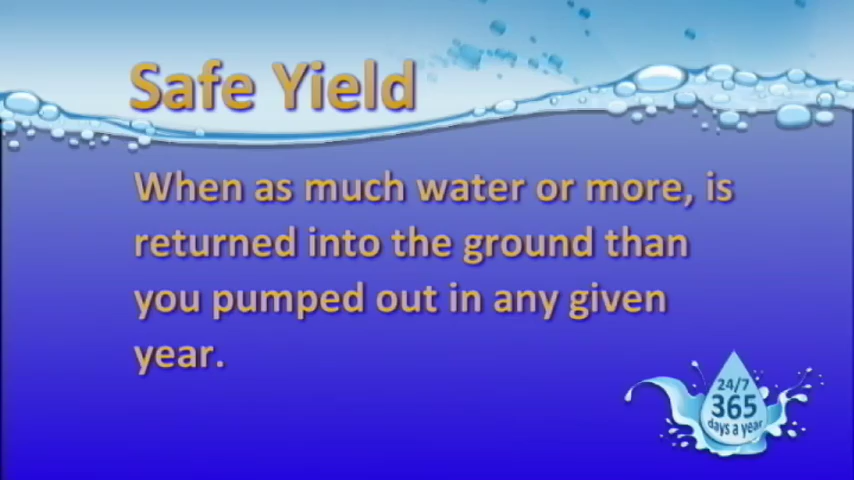 Safe Yield
When as much water or more, is
returned into the ground than
you pumped out in any given
year.
24/7
365
days a year